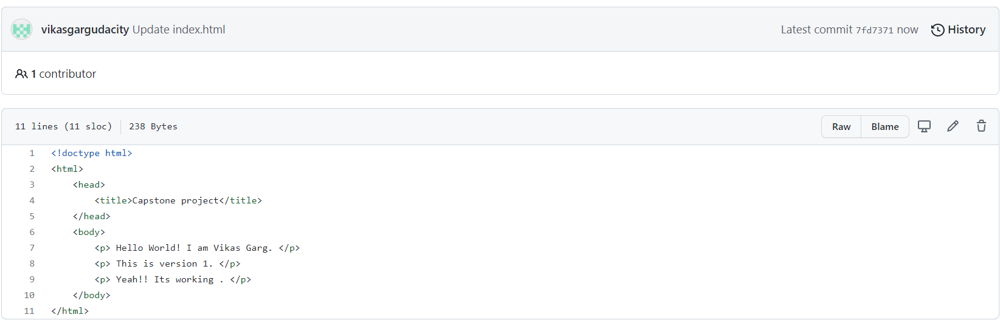 vikasgargudacity Update index.html Latest commit 7fd7371 now History
1 contributor
11 lines (11 sloc) 238 Bytes Raw Blame
1 <!doctype html>
2 <html>
3 <head>
4 <title>Capstone project</title>
5 </head>
6 <body>
7 <p> Hello World! I am Vikas Garg. </p>
8 <p> This is version 1. </p>
9 <p> Yeah!! Its working . </p>
10 </body>
11 </html>